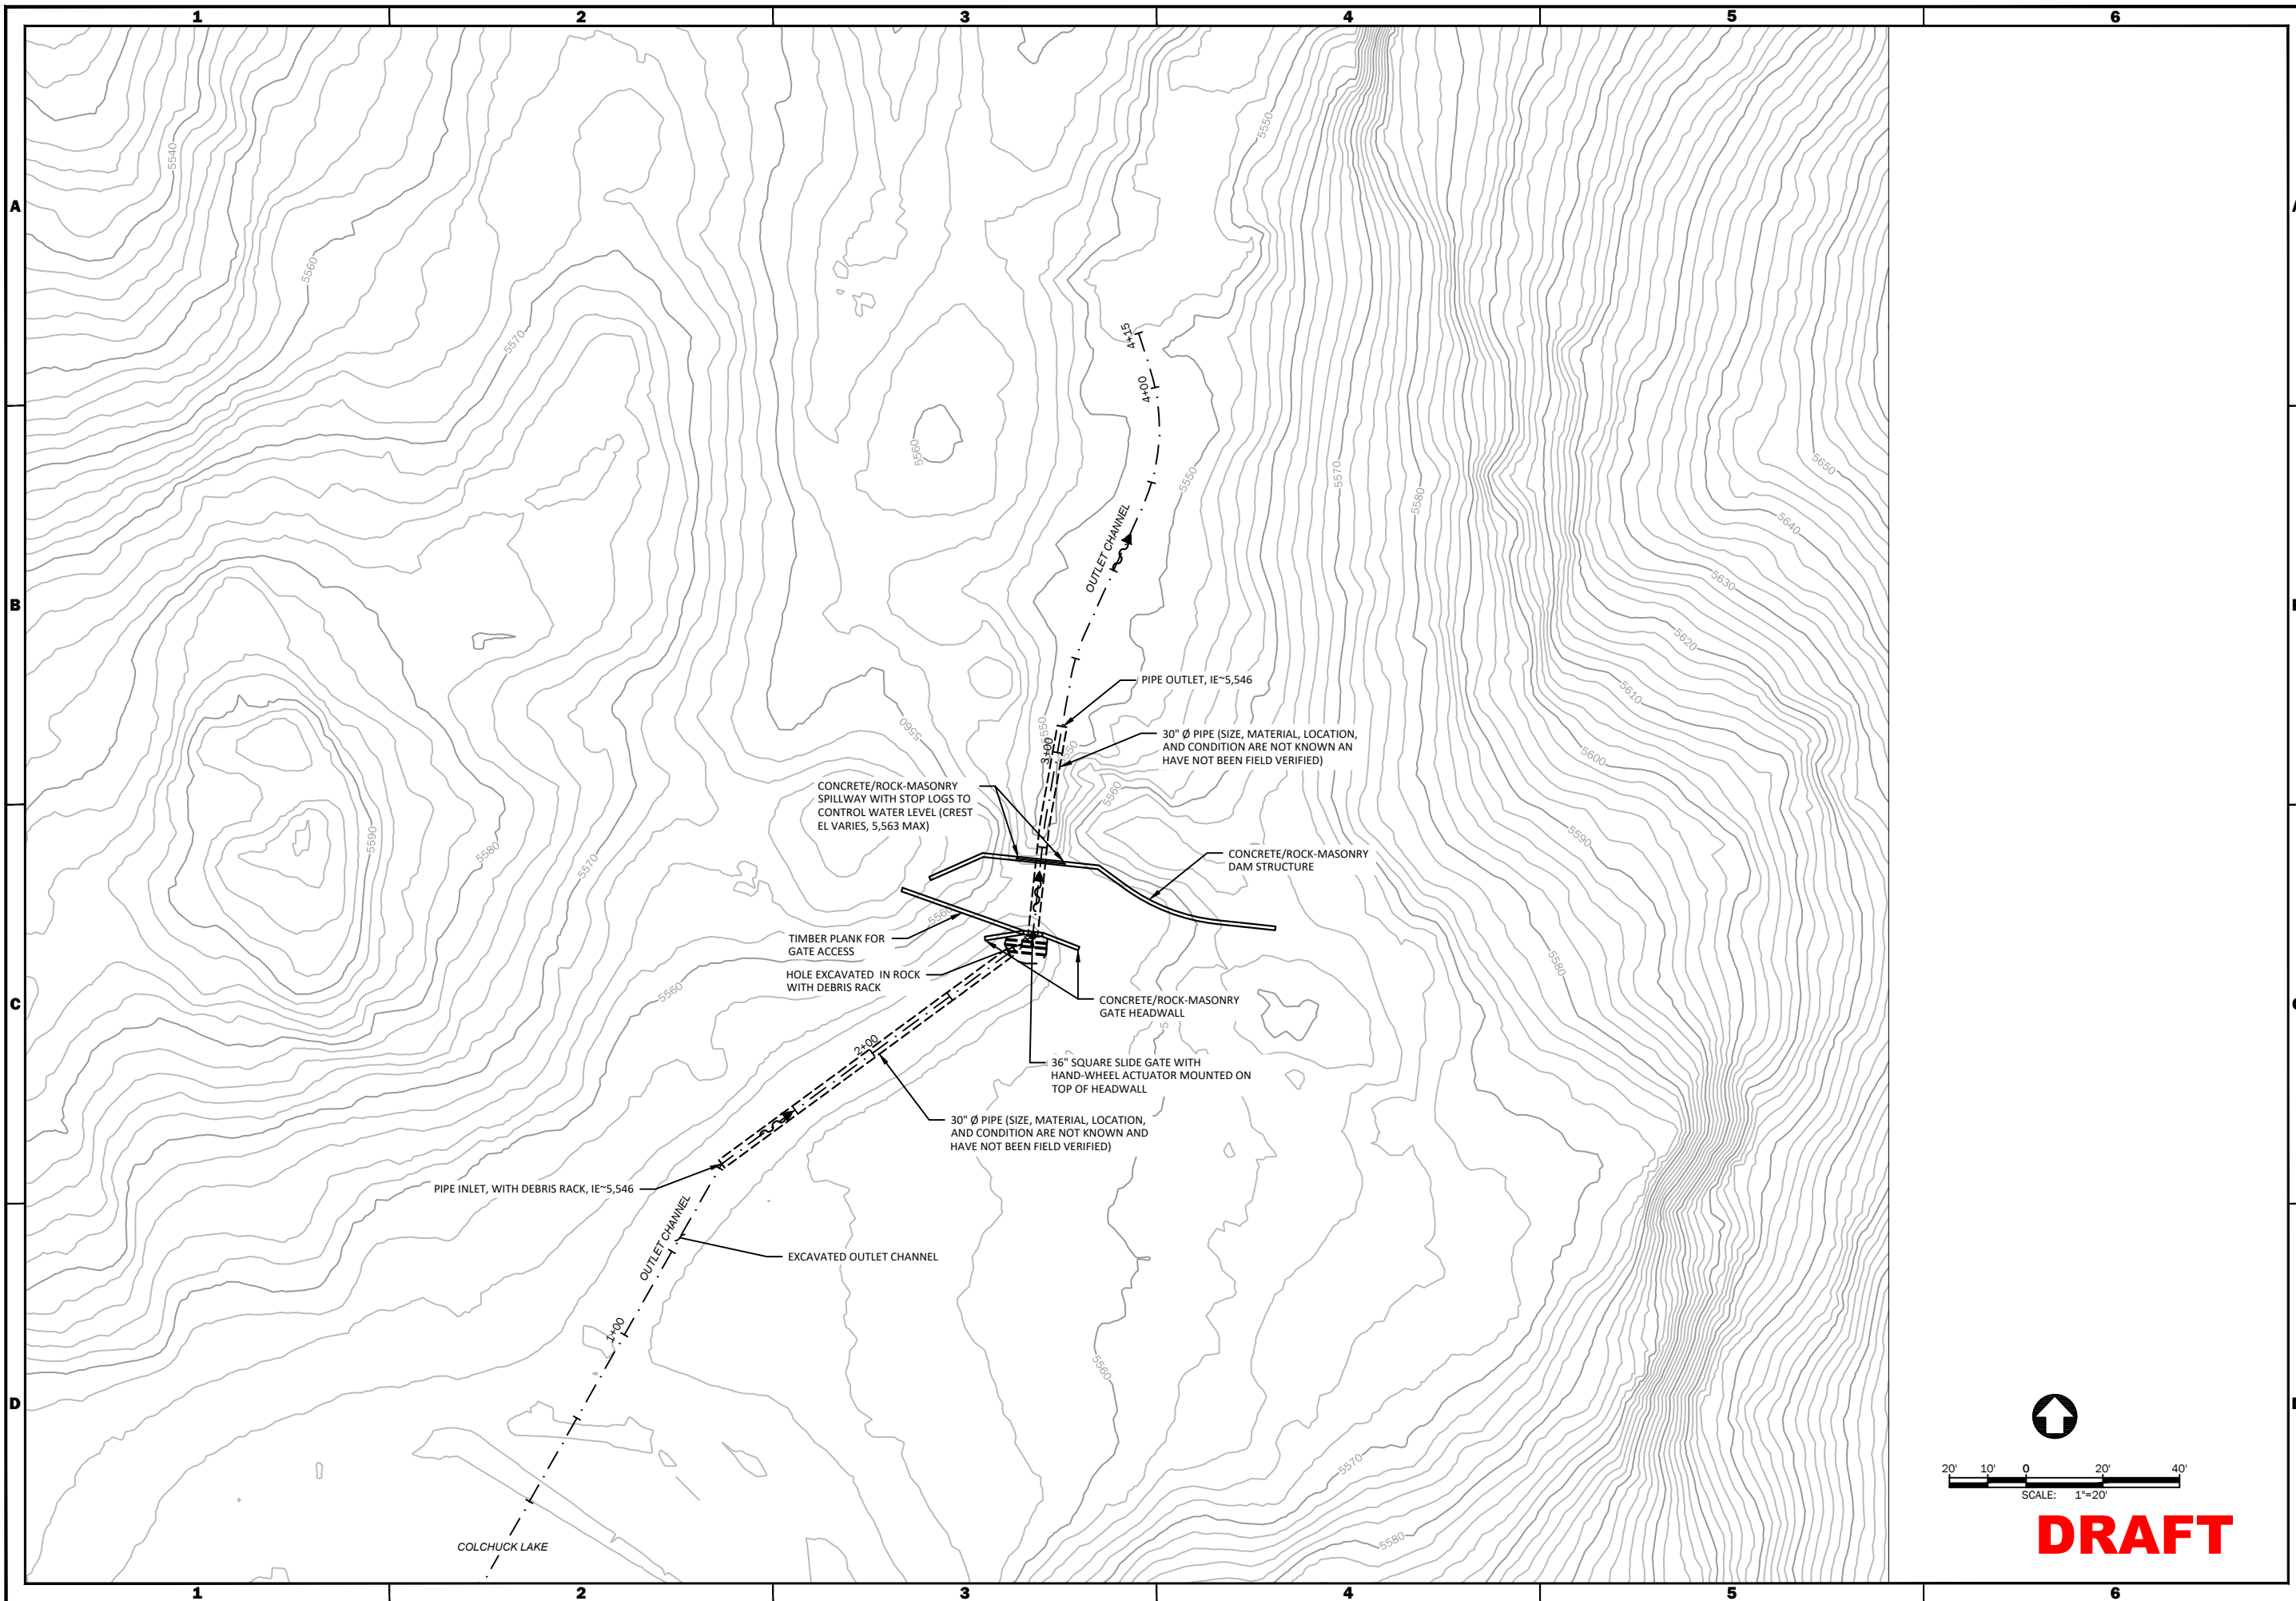 1 2 3 4 5 6
A
B
C
D
5540
5550
5560
5570
4+15
4+00
5560
5550
5570
5580
5650
5640
OUTLET CHANNEL
5630
5620
PIPE OUTLET, IE~5,546
5610
5560
5550
3+00
30" Ø PIPE (SIZE, MATERIAL, LOCATION,
AND CONDITION ARE NOT KNOWN AN
HAVE NOT BEEN FIELD VERIFIED)
5600
CONCRETE/ROCK-MASONRY
SPILLWAY WITH STOP LOGS TO
CONTROL WATER LEVEL (CREST
EL VARIES, 5,563 MAX)
5560
5590
5580
5570
5590
CONCRETE/ROCK-MASONRY
DAM STRUCTURE
5560
TIMBER PLANK FOR
GATE ACCESS
HOLE EXCAVATED IN ROCK
WITH DEBRIS RACK
5580
5560
CONCRETE/ROCK-MASONRY
GATE HEADWALL
2+00
36" SQUARE SLIDE GATE WITH
HAND-WHEEL ACTUATOR MOUNTED ON
TOP OF HEADWALL
30" Ø PIPE (SIZE, MATERIAL, LOCATION,
AND CONDITION ARE NOT KNOWN AND
HAVE NOT BEEN FIELD VERIFIED)
PIPE INLET, WITH DEBRIS RACK, IE~5,546
OUTLET CHANNEL
EXCAVATED OUTLET CHANNEL
1+00
5560
5570
5580
COLCHUCK LAKE
20' 10' 0 20' 40'
SCALE: 1"=20'
DRAFT
1 2 3 4 5 6